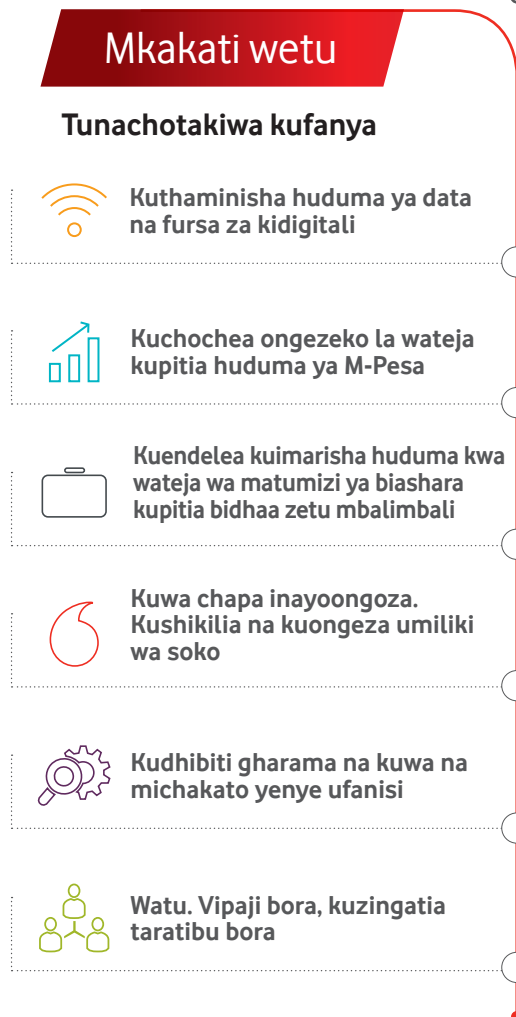 Mkakati wetu
Tunachotakiwa kufanya
Kuthaminisha huduma ya data
na fursa za kidigitali
Kuchochea ongezeko la wateja
kupitia huduma ya M-Pesa
Kuendelea kuimarisha huduma kwa
wateja wa matumizi ya biashara
kupitia bidhaa zetu mbalimbali
Kuwa chapa inayoongoza.
Kushikilia na kuongeza umiliki
wa soko
Kudhibiti gharama na kuwa na
michakato yenye ufanisi
Watu. Vipaji bora, kuzingatia
taratibu bora